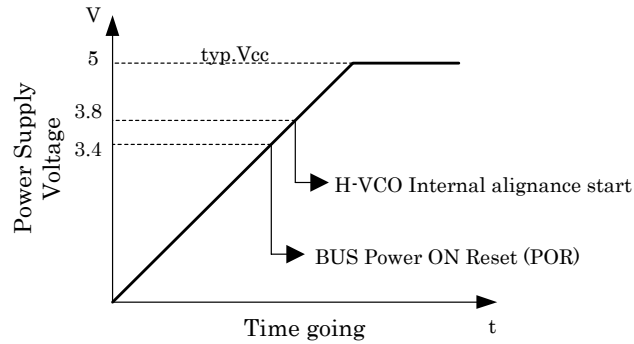 V
5
typ.Vcc
3.8
3.4
Power Supply
Voltage
H-VCO Internal alignance start
BUS Power ON Reset (POR)
Time going
t